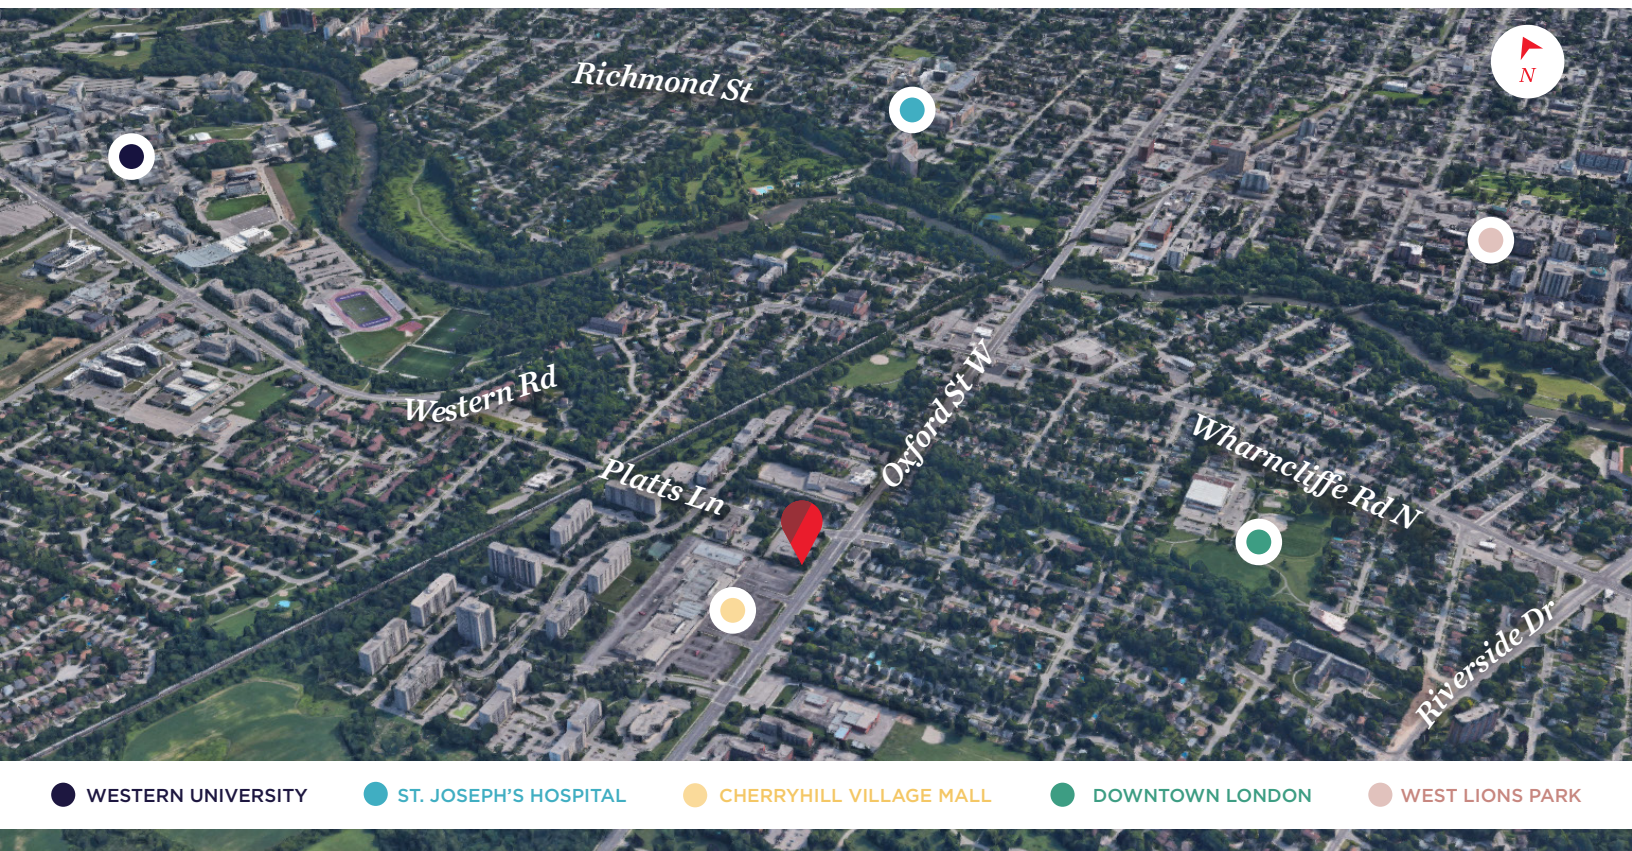 Richmond St
N
Western Rd
Oxford St W
Platts Ln
Wharncliffe Rd N
Riverside Dr
WESTERN UNIVERSITY
ST. JOSEPH'S HOSPITAL
CHERRYHILL VILLAGE MALL
DOWNTOWN LONDON
WEST LIONS PARK